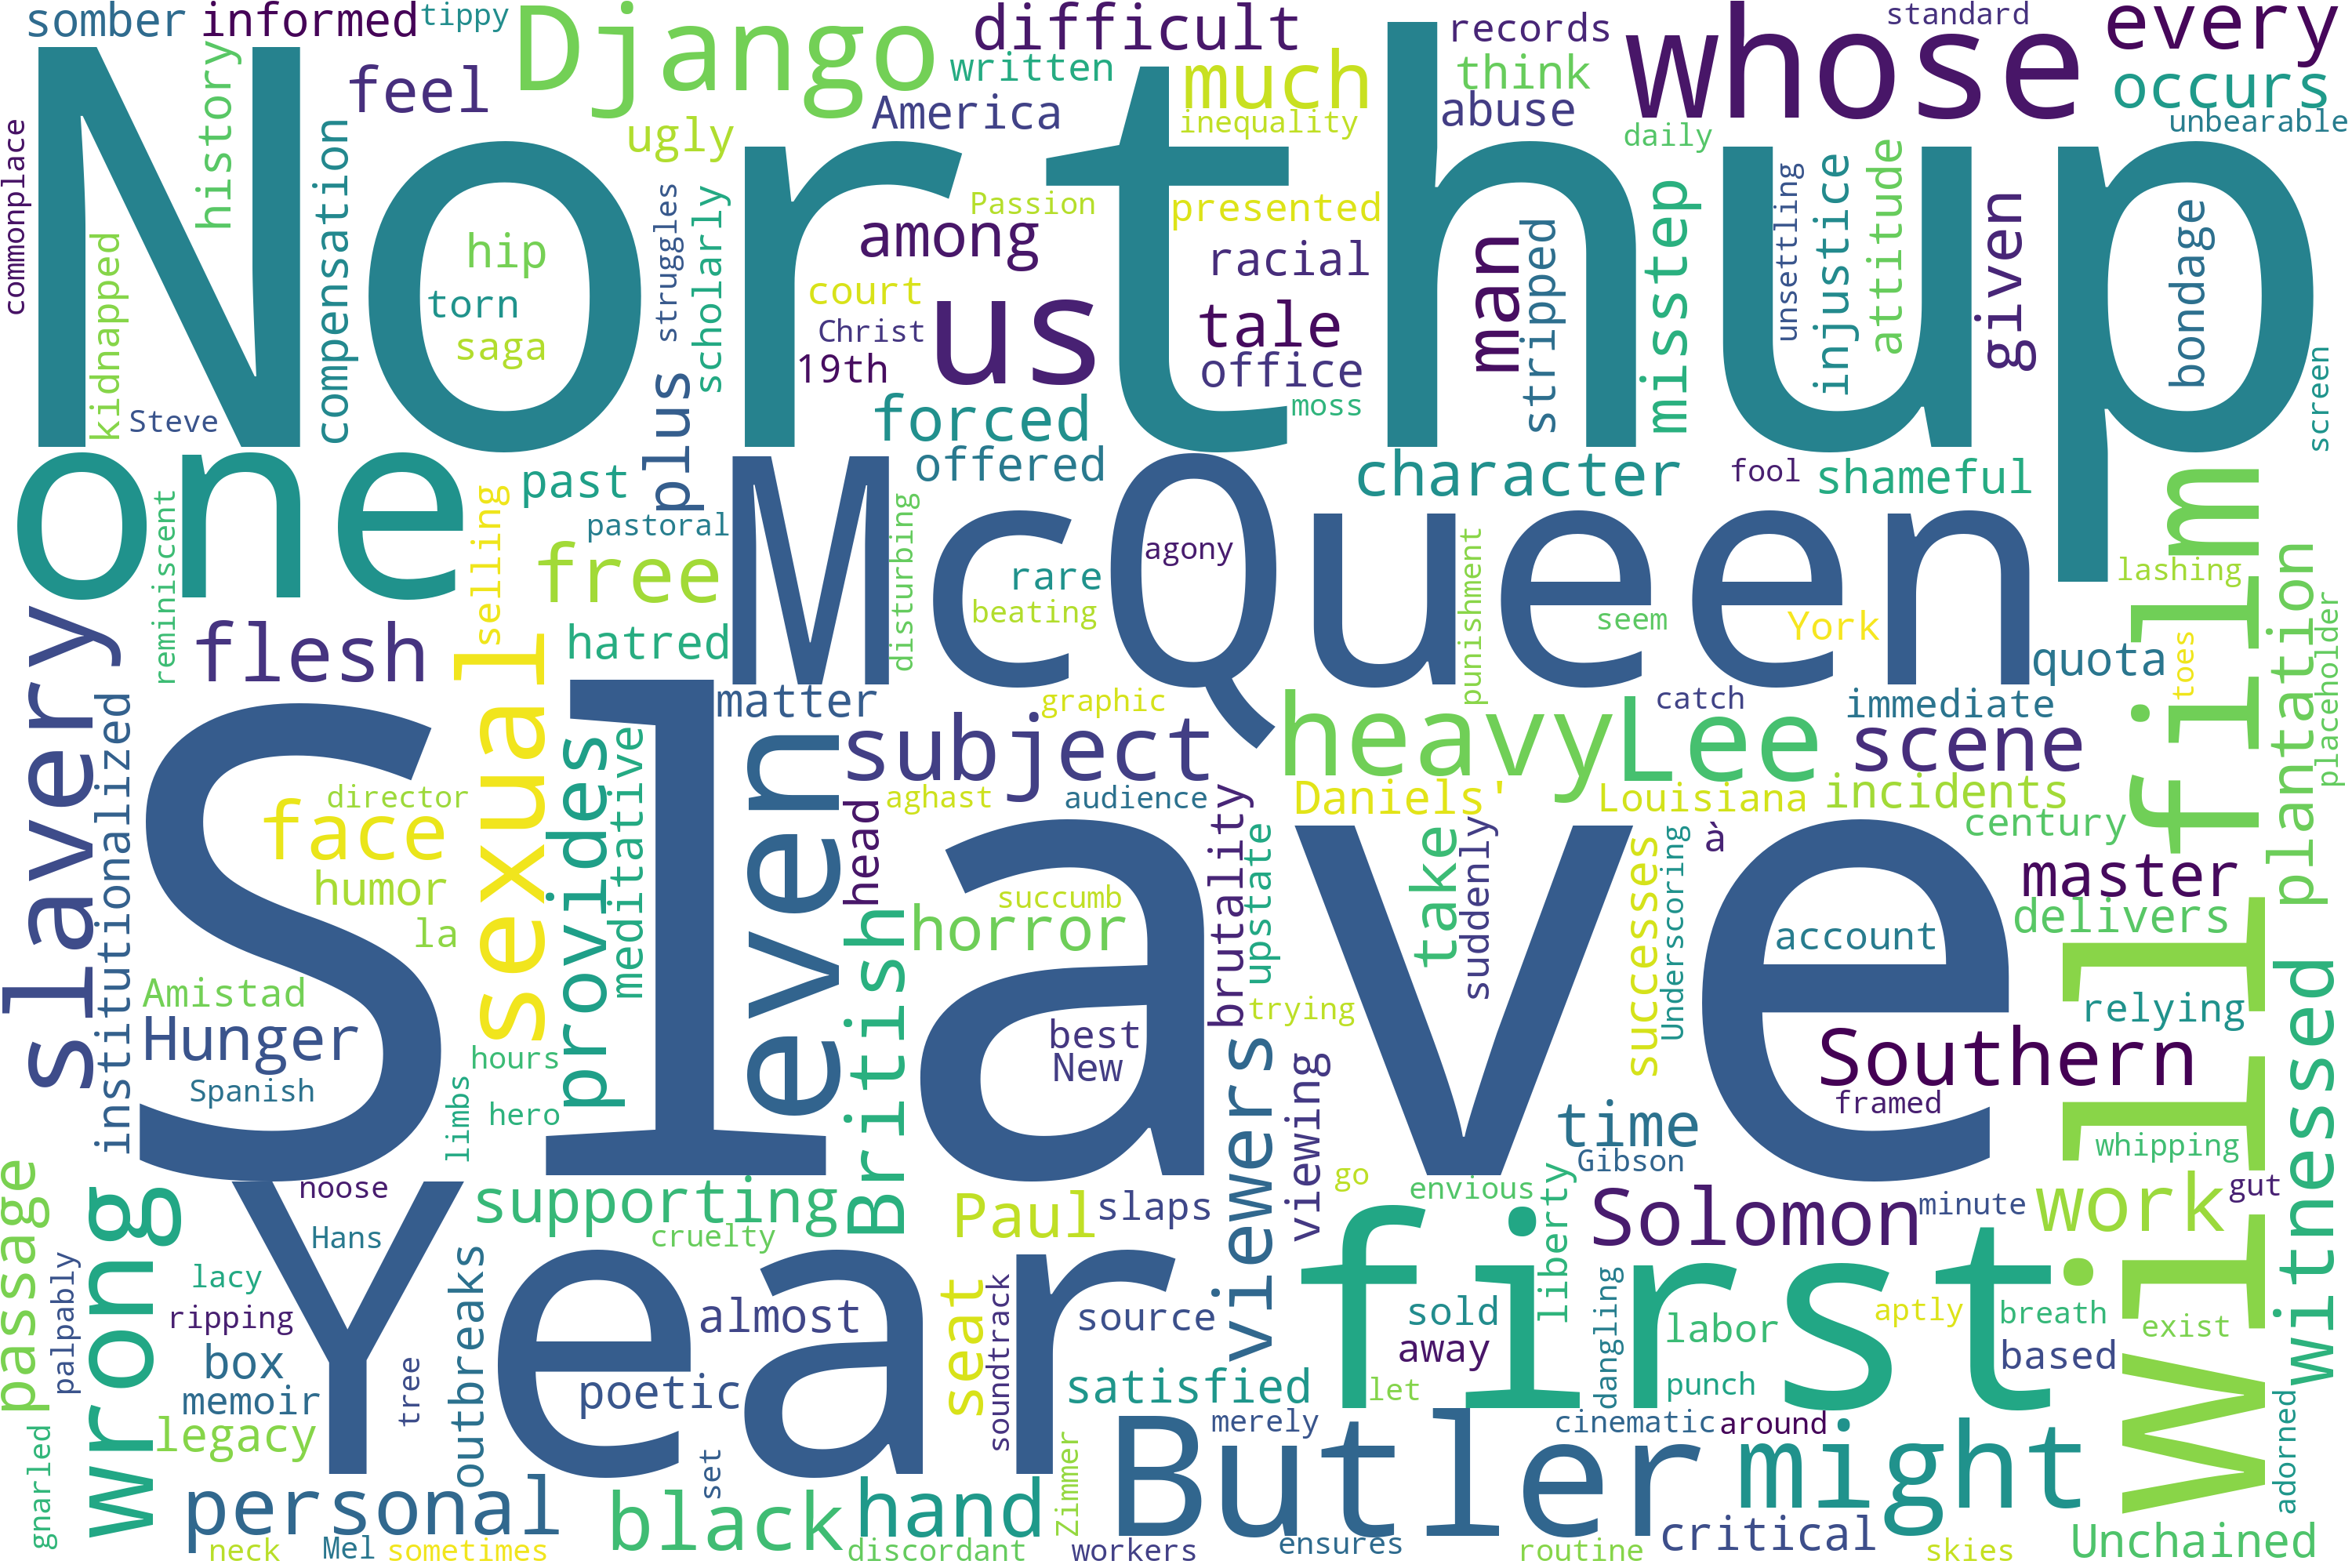 somber
informed
tippy
Django
difficult
records
whose
standard
every
feel
written
much
think
occurs
history
ugly
America
inequality
abuse
daily
unbearable
commonplace
compensation
Northup
hip
torn
saga
struggles
scholarly
Passion
among
presented
racial
man
stripped
misstep
unsettling
injustice
attitude
given
bondage
kidnapped
Steve
court
Christ
19th
us
tale
office
moss
screen
one
plus
forced
offered
past
pastoral
McQueen
character
fool
shameful
film
reminiscent
selling
free
disturbing
rare
agony
beating
punishment
seem
York
lashing
plantation
placeholder
slavery
flesh
sexual
hatred
matter
graphic
catch
immediate
quota
toes
institutionalized
director
face
humor
la
provides
meditative
even
subject
head
aghast
audience
heavy
Lee
scene
Daniels'
Louisiana
incidents
century
Slave
Amistad
Hunger
Spanish
British
horror
succumb
brutality
upstate
take
suddenly
successes
Underscoring
à
account
master
delivers
best
New
trying
relying
witnessed
hours
hero
limbs
viewers
viewing
Southern
framed
time
Gibson
Will
passage
wrong
noose
Hans
Year
supporting
cruelty
Paul
slaps
go
envious
liberty
Solomon
minute
work
whipping
gut
palpably
lacy
ripping
box
memoir
legacy
tree
outbreaks
poetic
almost
seat
soundtrack
source
first
sold
away
let
dangling
labor
punch
aptly
breath
exist
based
satisfied
merely
gnarled
personal
set
black
hand
Zimmer
Butler
cinematic
around
might
adorned
neck
Mel
sometimes
discordant
workers
ensures
routine
critical
skies
Unchained